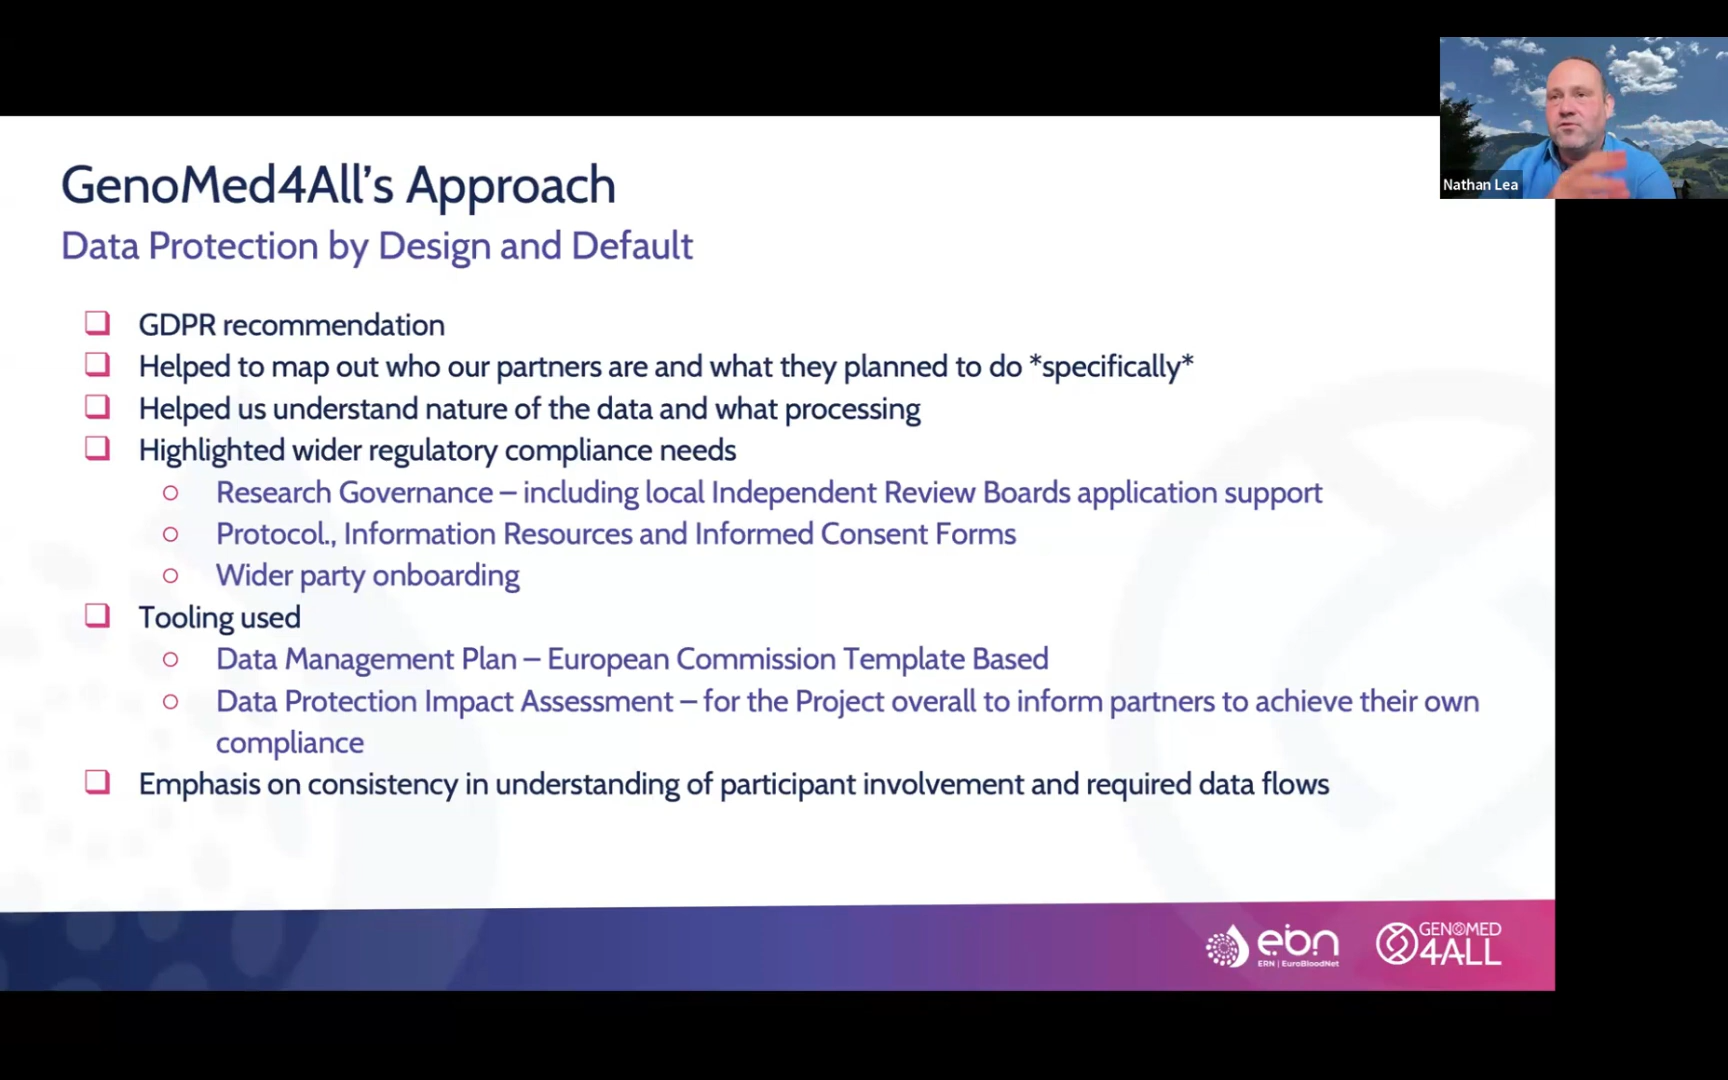 Nathan Lea
GenoMed4All’s Approach
Data Protection by Design and Default
GDPR recommendation
Helped to map out who our partners are and what they planned to do *specifically*
Helped us understand nature of the data and what processing
Highlighted wider regulatory compliance needs
Research Governance – including local Independent Review Boards application support
Protocol., Information Resources and Informed Consent Forms
Wider party onboarding
Tooling used
Data Management Plan – European Commission Template Based
Data Protection Impact Assessment – for the Project overall to inform partners to achieve their own
compliance
Emphasis on consistency in understanding of participant involvement and required data flows
ebn
ERN | EuroBloodNet
GENOMED
4ALL